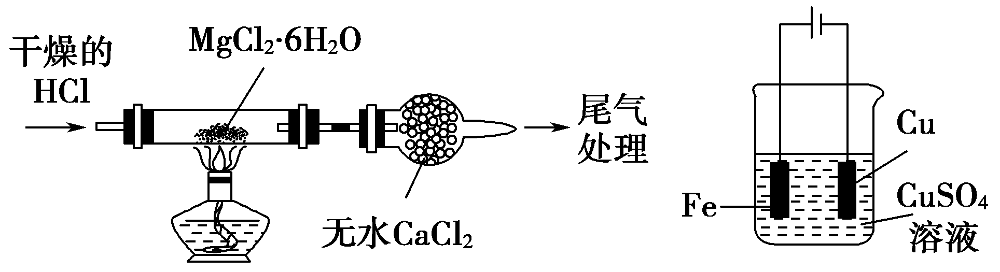 干燥的
HCl
MgCl₂·6H₂O
无水CaCl₂
尾气
处理
Fe
Cu
CuSO₄
溶液